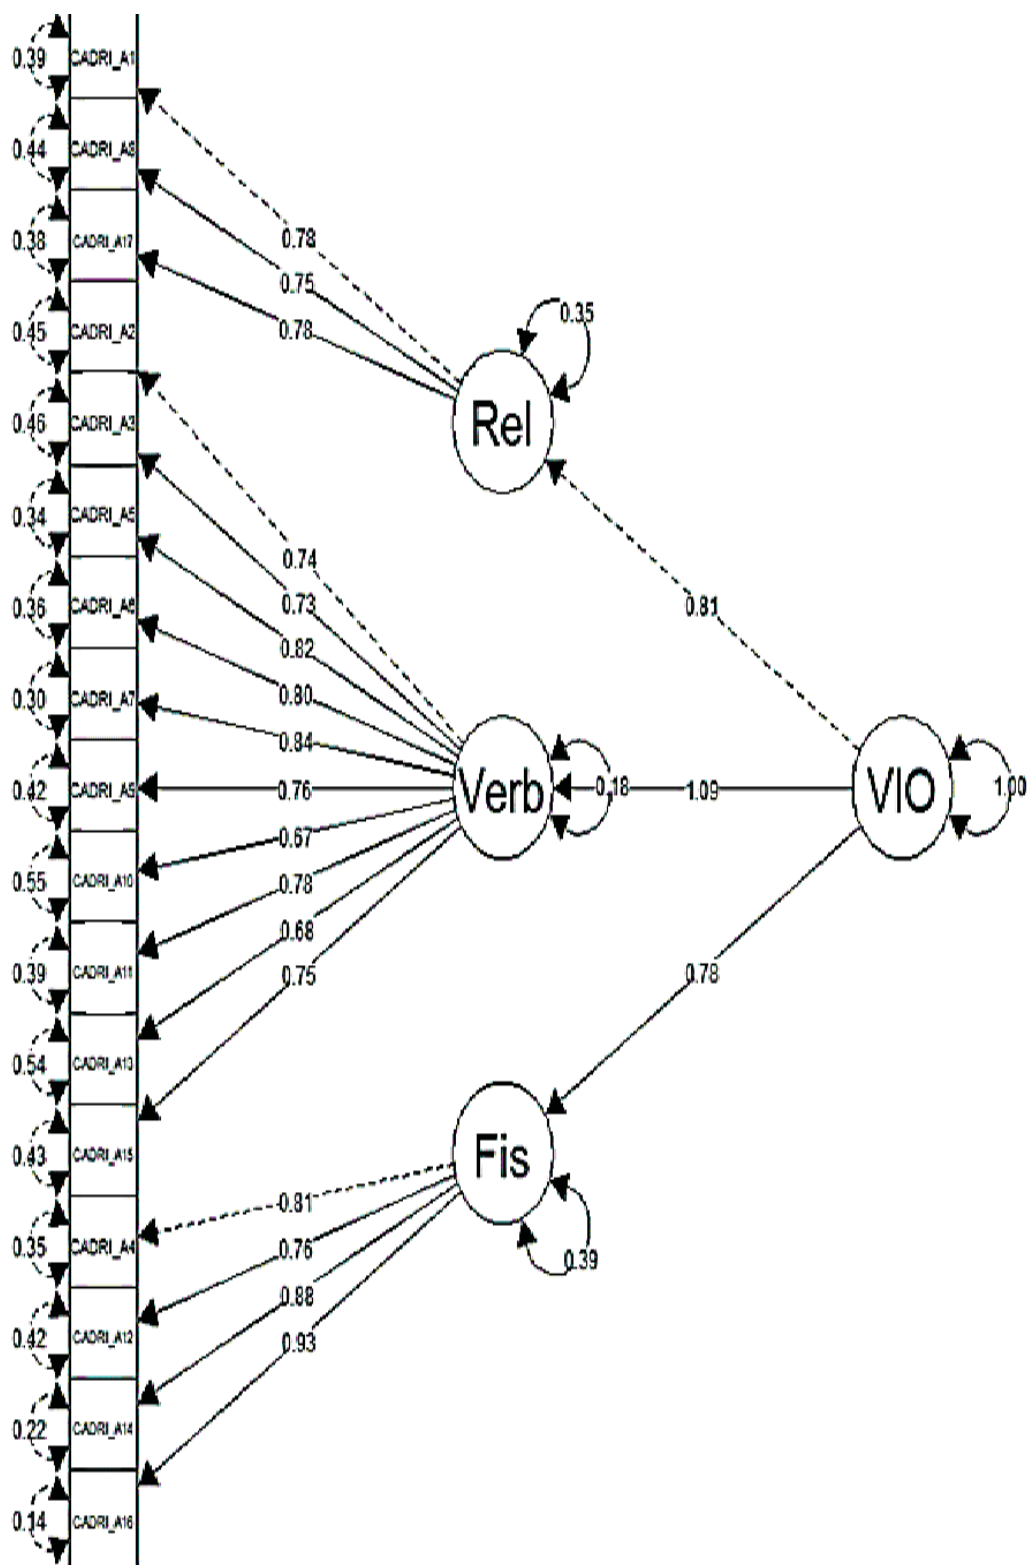 0.39 CADRI_A1
0.44 CADRI_A8
0.38 CADRI_A17
0.45 CADRI_A2
0.46 CADRI_A3
0.34 CADRI_A5
0.36 CADRI_A6
0.30 CADRI_A7
0.42
0.55 CADRI_A10
0.39 CADRI_A11
0.54 CADRI_A13
0.43 CADRI_A15
0.35 CADRI_A4
0.42 CADRI_A12
0.22 CADRI_A14
0.14 CADRI_A16
0.78
0.75
0.78
0.35
Rel
0.74
0.73
0.82
0.80
0.84
0.76
0.67
0.78
0.68
0.75
Verb
0.18
0.81
1.09
0.78
VIO
1.00
0.81
0.76
0.88
0.93
Fis
0.39